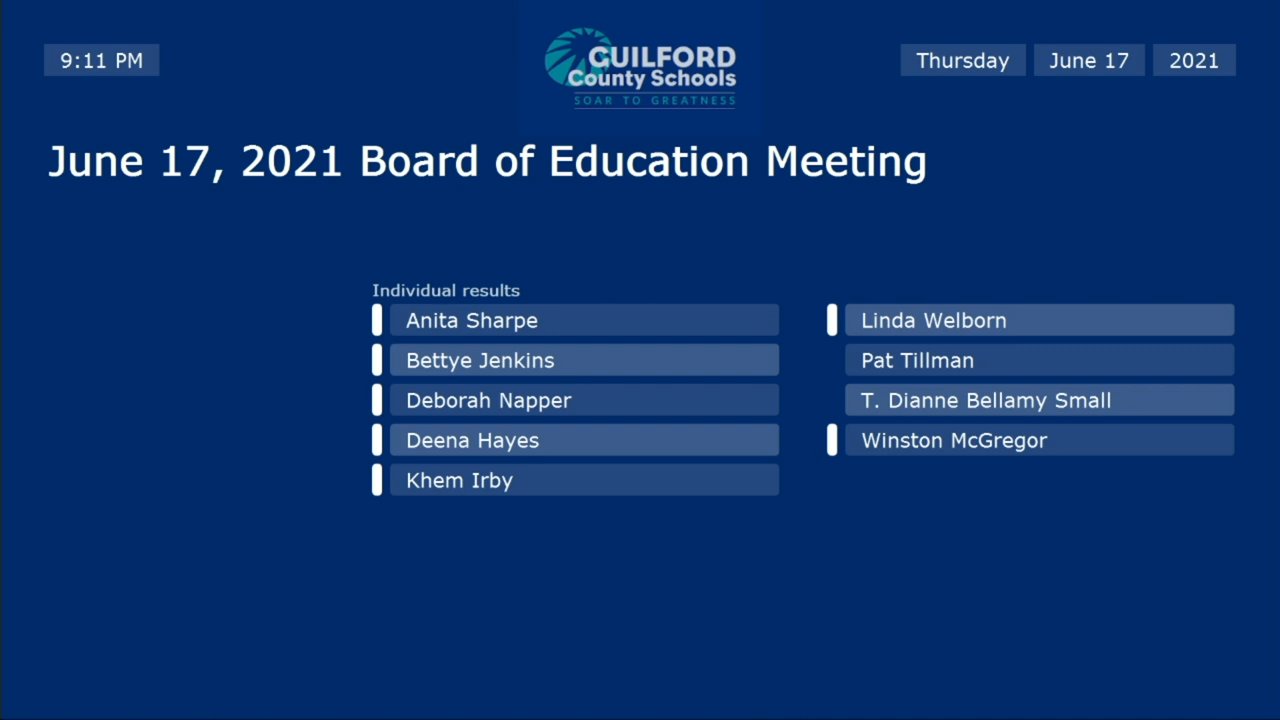 9:11 PM
GUILFORD
County Schools
SOAR TO GREATNESS
Thursday
June 17
2021
June 17, 2021 Board of Education Meeting
Individual results
Anita Sharpe
Bettye Jenkins
Deborah Napper
Deena Hayes
Khem Irby
Linda Welborn
Pat Tillman
T. Dianne Bellamy Small
Winston McGregor